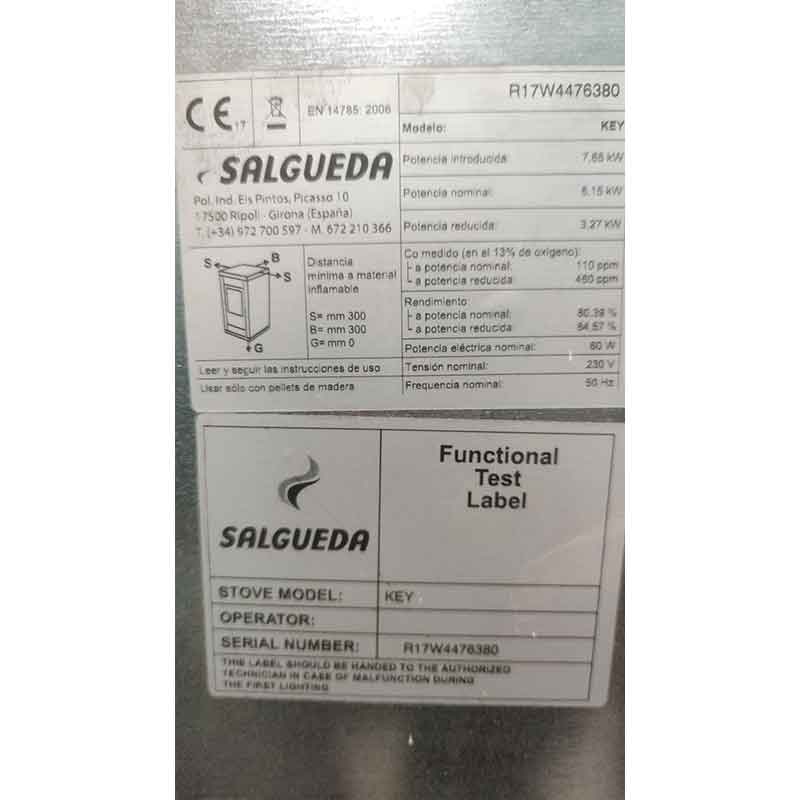 CE 17
EN 14785: 2006
SALGUEDA
Pol. Ind. Els Pintos, Picasso 10
17500 Ripoll - Girona (España)
T. (+34) 972 700 597 - M. 672 210 366
S
B
S
G
Distancia
mínima a material
inflamable
S= mm 300
B= mm 300
G= mm 0
Leer y seguir las instrucciones de uso
Usar sólo con pellets de madera
R17W4476380
Modelo: KEY
Potencia introducida: 7,65 kW
Potencia nominal: 6,15 kW
Potencia reducida: 3,27 kW
Co medido (en el 13% de oxígeno):
a potencia nominal: 110 ppm
a potencia reducida: 460 ppm
Rendimiento:
a potencia nominal: 80,39 %
a potencia reducida: 84,57 %
Potencia eléctrica nominal: 60 W
Tensión nominal: 230 V
Frequencia nominal: 50 Hz
SALGUEDA
Functional
Test
Label
STOVE MODEL: KEY
OPERATOR:
SERIAL NUMBER: R17W4476380
THIS LABEL SHOULD BE HANDED TO THE AUTHORIZED
TECHNICIAN IN CASE OF MALFUNCTION DURING
THE FIRST LIGHTING